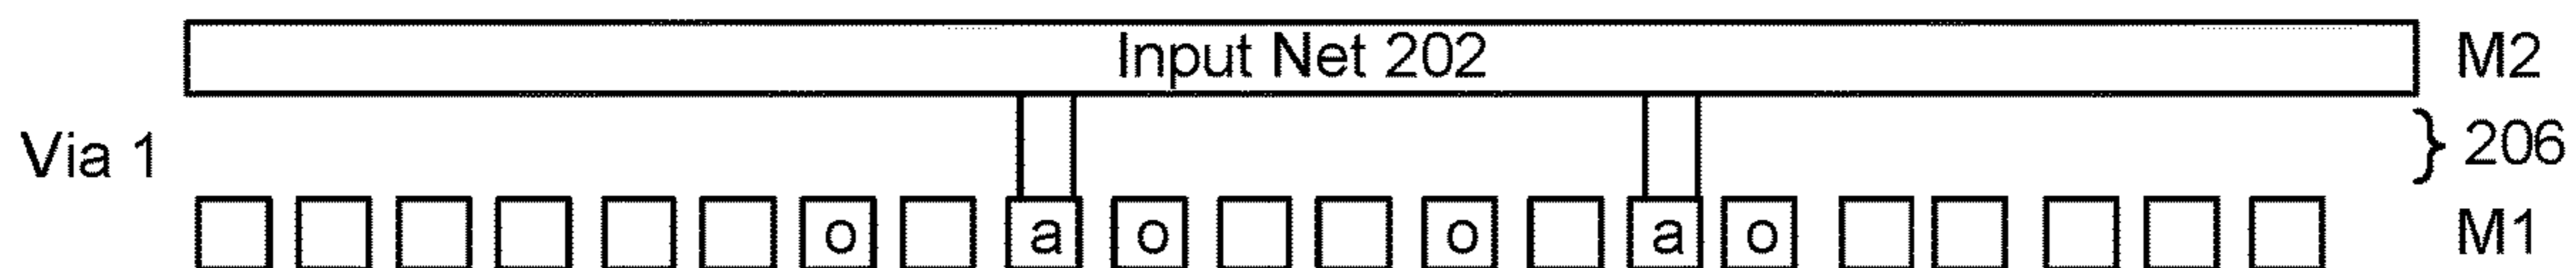 Input Net 202 M2
Via 1 } 206
o a o o a o M1